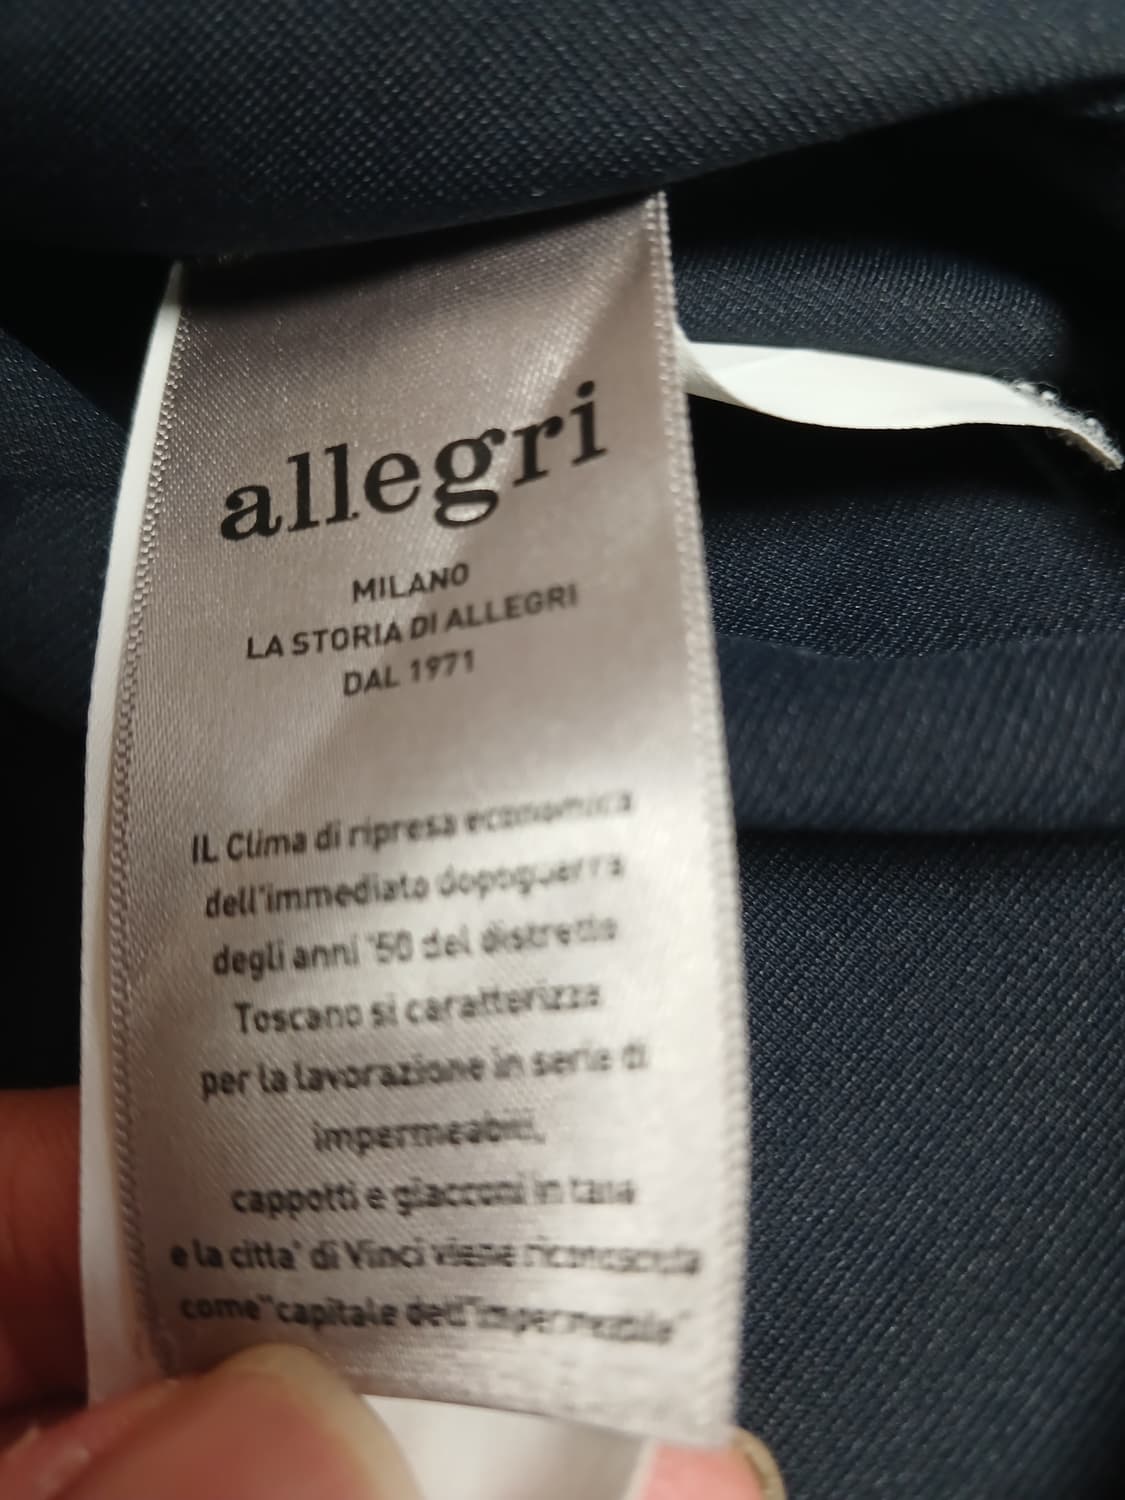 allegri
MILANO
LA STORIA DI ALLEGRI
DAL 1971
IL Clima di ripresa economica
dell'immediato dopoguerra
degli anni '50 del distretto
Toscano si caratterizza
per la lavorazione in serie di
impermeabili,
cappotti e giacconi in
e la citta' di Vinci viene riconosciuta
come "capitale dell'impermeabile"